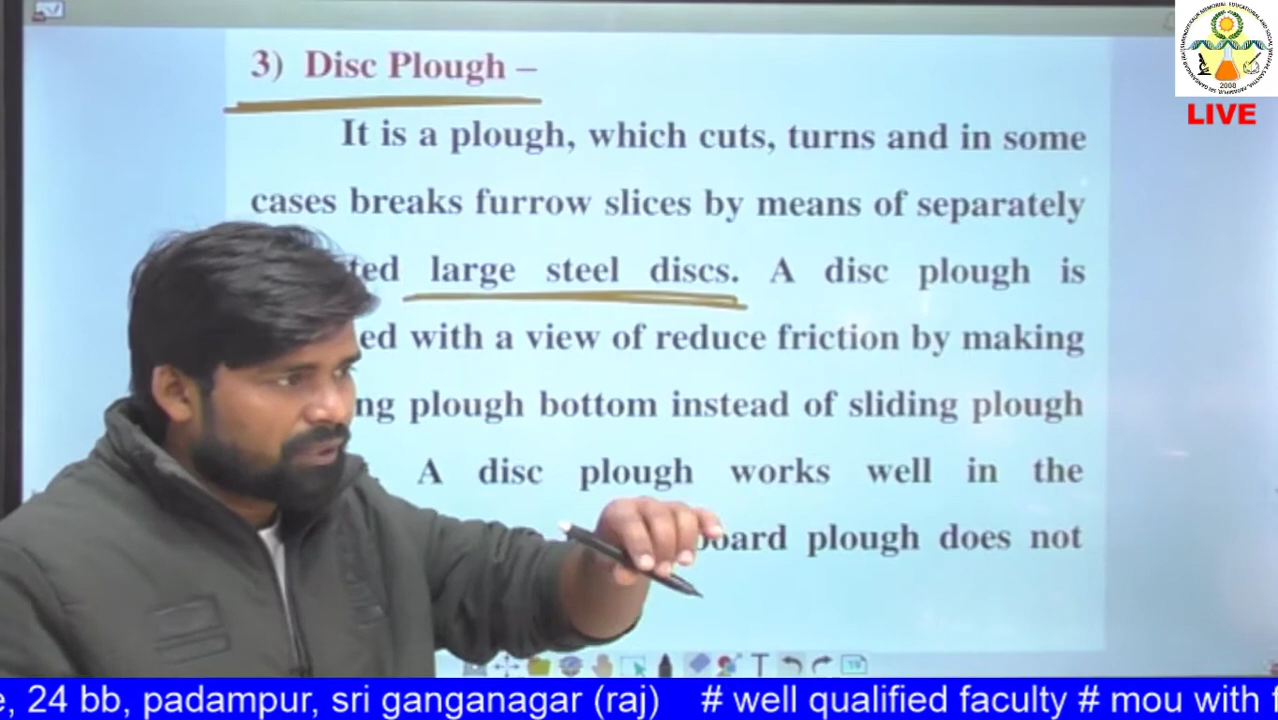 3) Disc Plough –
It is a plough, which cuts, turns and in some
cases breaks furrow slices by means of separately
ted large steel discs. A disc plough is
ed with a view of reduce friction by making
ng plough bottom instead of sliding plough
A disc plough works well in the
board plough does not
2008
LIVE
e, 24 bb, padampur, sri ganganagar (raj) # well qualified faculty # mou with f